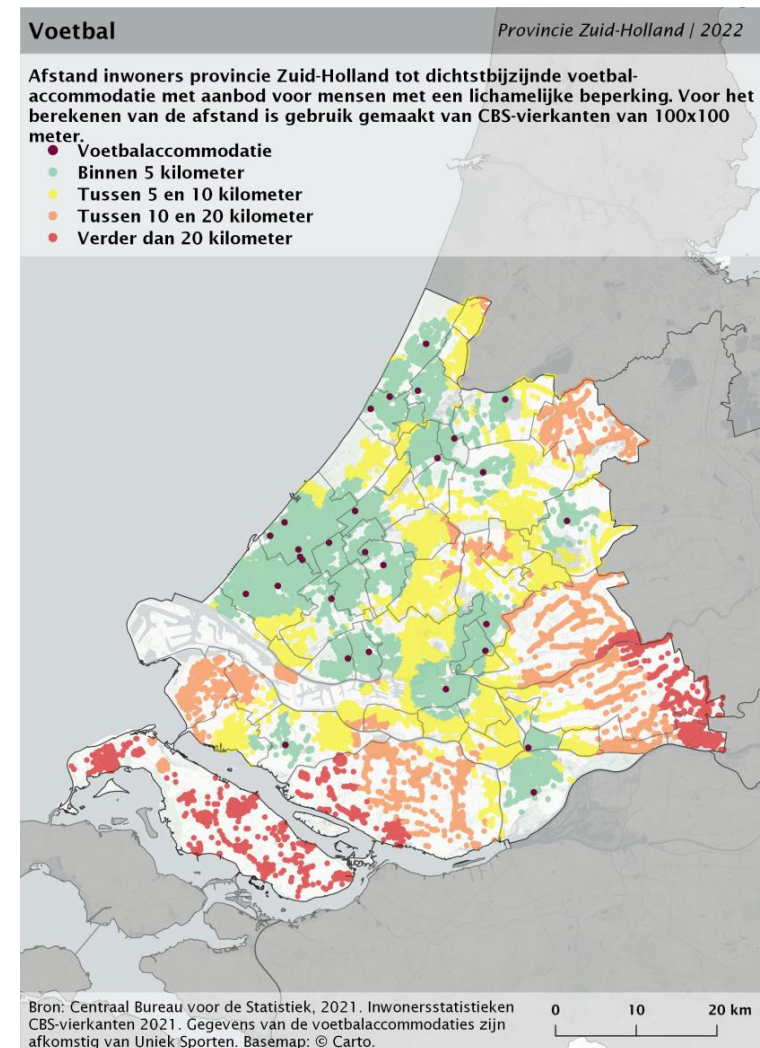 Voetbal
Provincie Zuid-Holland | 2022
Afstand inwoners provincie Zuid-Holland tot dichtstbijzijnde voetbal-
accommodatie met aanbod voor mensen met een lichamelijke beperking. Voor het
berekenen van de afstand is gebruik gemaakt van CBS-vierkanten van 100x100
meter.
Voetbalaccommodatie
Binnen 5 kilometer
Tussen 5 en 10 kilometer
Tussen 10 en 20 kilometer
Verder dan 20 kilometer
Bron: Centraal Bureau voor de Statistiek, 2021. Inwonersstatistieken
CBS-vierkanten 2021. Gegevens van de voetbalaccommodaties zijn
afkomstig van Uniek Sporten. Basemap: © Carto.
0 10 20 km